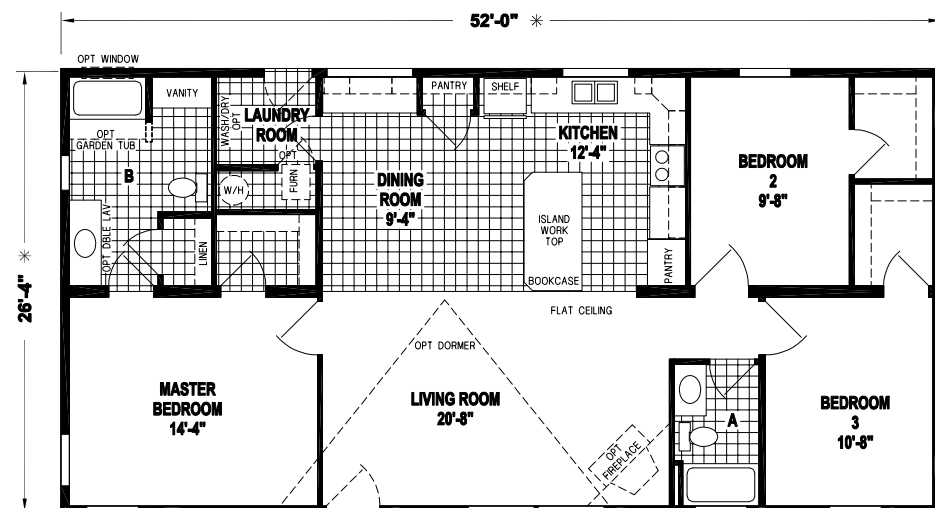 52'-0" ✳
26'-4" ✳
OPT WINDOW
VANITY
OPT
GARDEN TUB
B
OPT DBLE LAV
LINEN
WASH/DRY
OPT
LAUNDRY
ROOM
OPT
FURN
W/H
DINING
ROOM
9'-4"
PANTRY
SHELF
KITCHEN
12'-4"
ISLAND
WORK
TOP
BOOKCASE
PANTRY
BEDROOM
2
9'-8"
FLAT CEILING
OPT DORMER
MASTER
BEDROOM
14'-4"
LIVING ROOM
20'-8"
OPT
FIREPLACE
A
BEDROOM
3
10'-8"